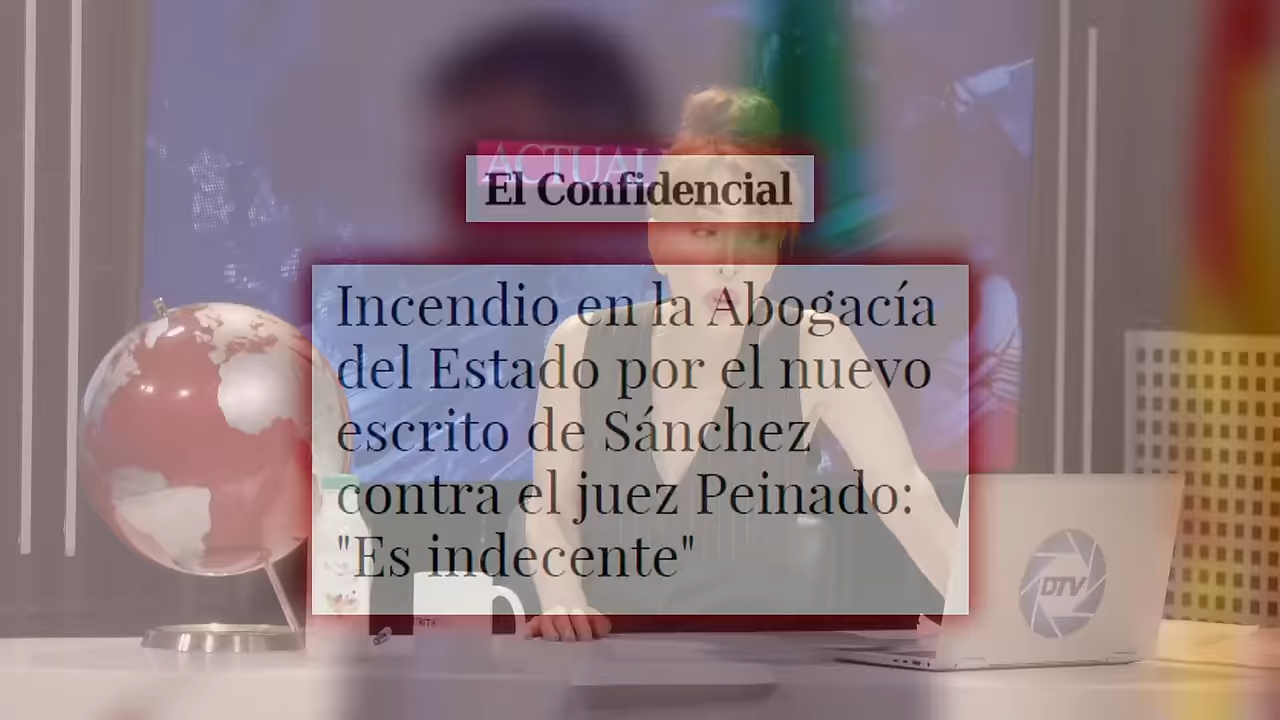 ACTUAL
El Confidencial
Incendio en la Abogacía
del Estado por el nuevo
escrito de Sánchez
contra el juez Peinado:
"Es indecente"
DTV